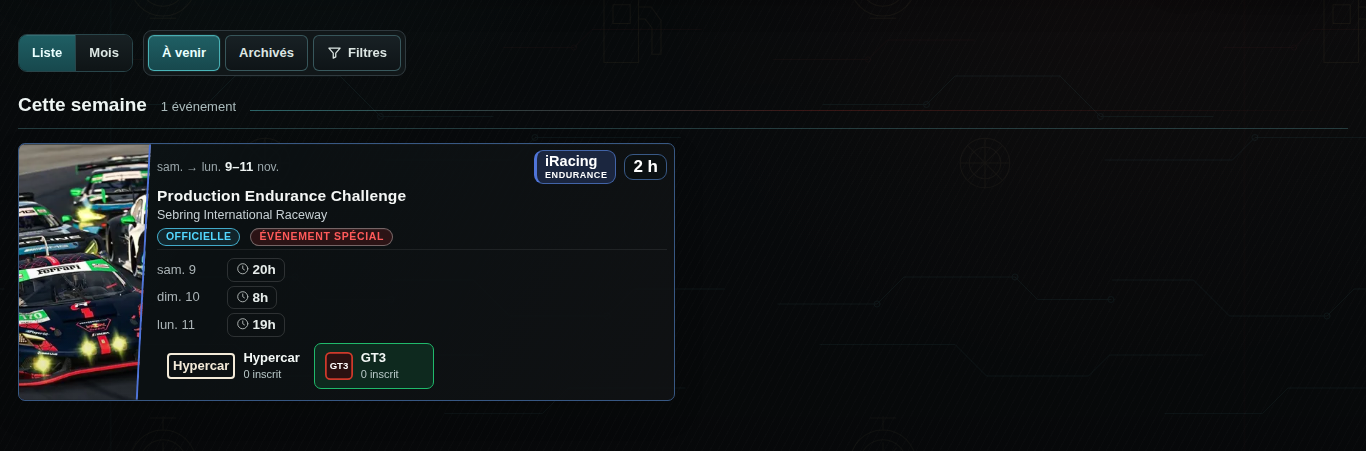 Liste Mois À venir Archivés Filtres
Cette semaine 1 événement
sam. → lun. 9–11 nov.
iRacing
ENDURANCE
2 h
Production Endurance Challenge
Sebring International Raceway
OFFICIELLE ÉVÉNEMENT SPÉCIAL
sam. 9 20h
dim. 10 8h
lun. 11 19h
Hypercar Hypercar
0 inscrit
GT3 GT3
0 inscrit
Ferrari